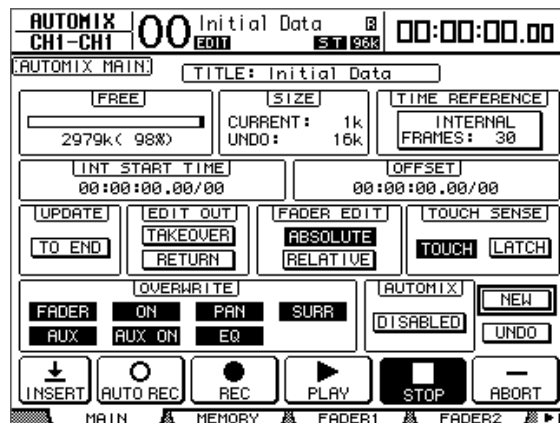 AUTOMIX
CH1-CH1
00 Initial Data
EDIT ST 96k
00:00:00.00
AUTOMIX MAIN
TITLE: Initial Data
FREE
2979k( 98%)
SIZE
CURRENT: 1k
UNDO: 16k
TIME REFERENCE
INTERNAL
FRAMES: 30
INT START TIME
00:00:00.00/00
OFFSET
00:00:00.00/00
UPDATE
TO END
EDIT OUT
TAKEOVER
RETURN
FADER EDIT
ABSOLUTE
RELATIVE
TOUCH SENSE
TOUCH LATCH
OVERWRITE
FADER ON PAN SURR
AUX AUX ON EQ
AUTOMIX
DISABLED
NEW
UNDO
INSERT AUTO REC REC PLAY STOP ABORT
MAIN MEMORY FADER1 FADER2